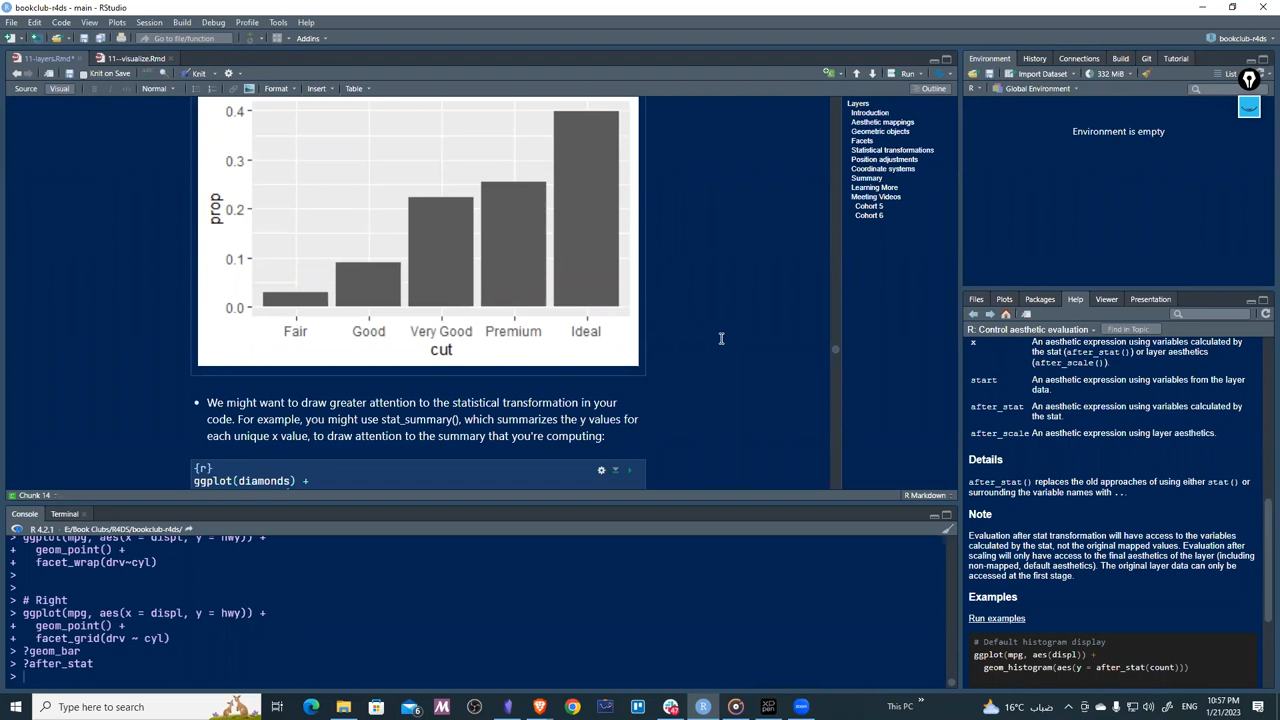 bookclub-r4ds - main - RStudio
File Edit Code View Plots Session Build Debug Profile Tools Help
Go to file/function Addins bookclub-r4ds
11-layers.Rmd* 11--visualize.Rmd
Knit on Save Knit Run
Source Visual B I Normal Format Insert Table Outline
0.4
0.3
0.2
0.1
0.0
prop
Fair Good Very Good Premium Ideal
cut
• We might want to draw greater attention to the statistical transformation in your
code. For example, you might use stat_summary(), which summarizes the y values for
each unique x value, to draw attention to the summary that you're computing:
{r}
ggplot(diamonds) +
Chunk 14 R Markdown
Layers
Introduction
Aesthetic mappings
Geometric objects
Facets
Statistical transformations
Position adjustments
Coordinate systems
Summary
Learning More
Meeting Videos
Cohort 5
Cohort 6
Console Terminal
R 4.2.1 · E:/Book Clubs/R4DS/bookclub-r4ds/
ggplot(mpg, aes(x = displ, y = hwy)) +
+ geom_point() +
+ facet_wrap(drv~cyl)
>
>
> # Right
> ggplot(mpg, aes(x = displ, y = hwy)) +
+ geom_point() +
+ facet_grid(drv ~ cyl)
> ?geom_bar
> ?after_stat
>
Environment History Connections Build Git Tutorial
Import Dataset 332 MiB List
R Global Environment
Environment is empty
Files Plots Packages Help Viewer Presentation
R: Control aesthetic evaluation Find in Topic
x An aesthetic expression using variables calculated by
the stat (after_stat()) or layer aesthetics
(after_scale()).
start An aesthetic expression using variables from the layer
data.
after_stat An aesthetic expression using variables calculated by
the stat.
after_scale An aesthetic expression using layer aesthetics.
Details
after_stat() replaces the old approaches of using either stat() or
surrounding the variable names with ...
Note
Evaluation after stat transformation will have access to the variables
calculated by the stat, not the original mapped values. Evaluation after
scaling will only have access to the final aesthetics of the layer (including
non-mapped, default aesthetics). The original layer data can only be
accessed at the first stage.
Examples
Run examples
# Default histogram display
ggplot(mpg, aes(displ)) +
geom_histogram(aes(y = after_stat(count)))
Type here to search This PC 16°C ضباب 10:57 PM
1/21/2023